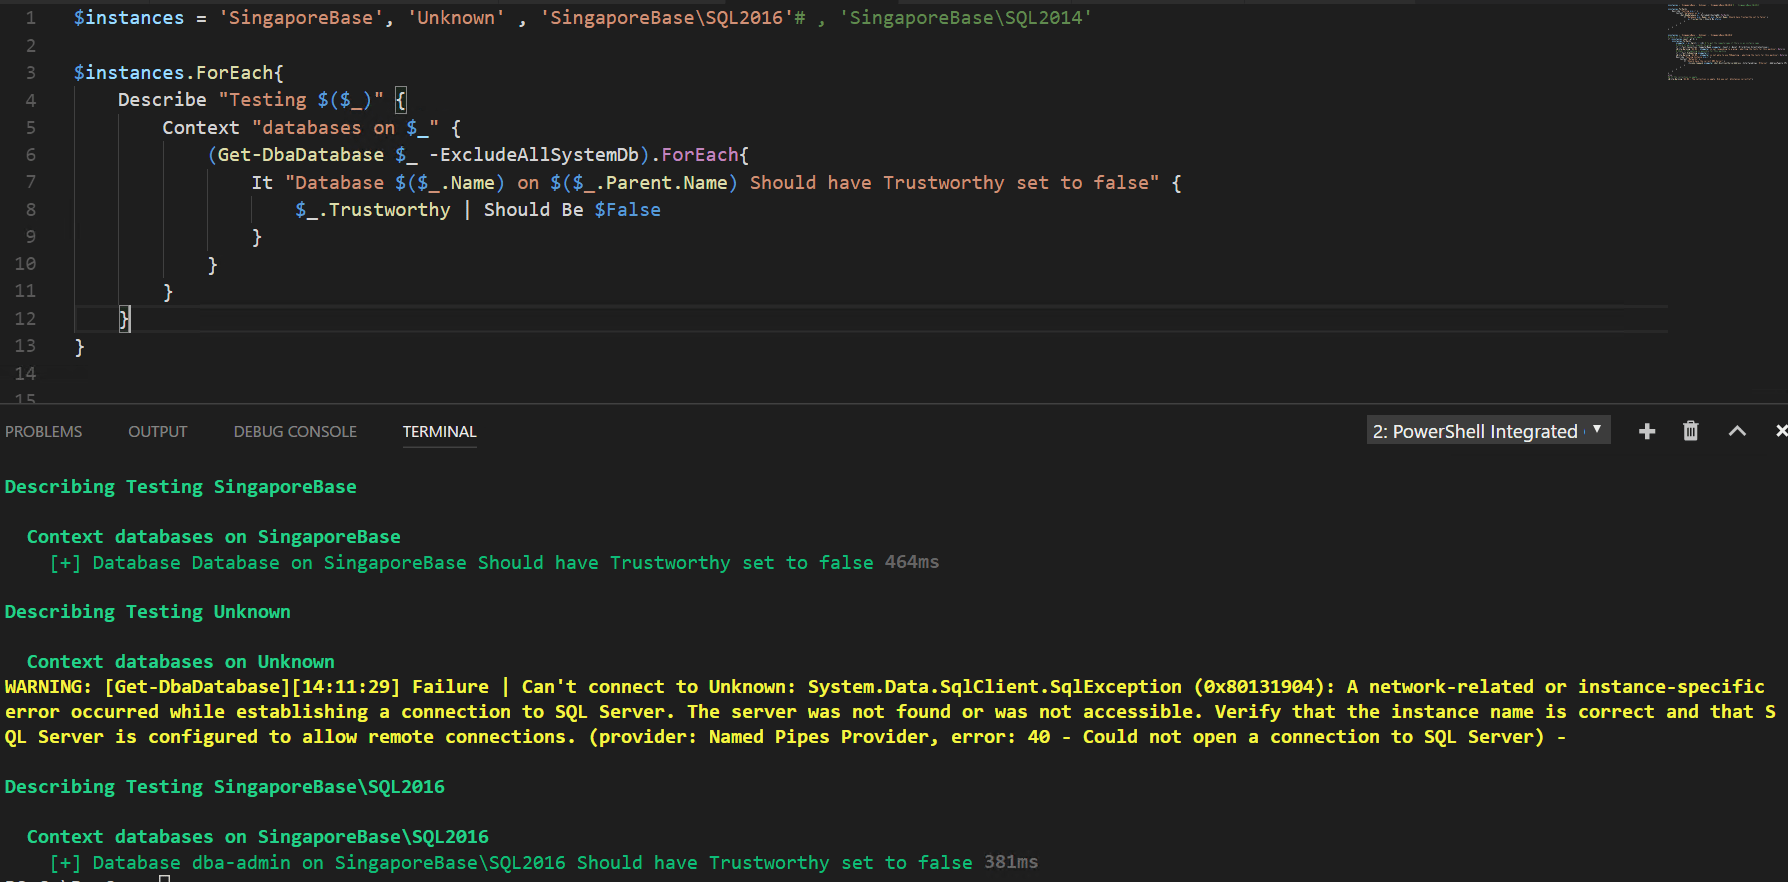 1 $instances = 'SingaporeBase', 'Unknown' , 'SingaporeBase\SQL2016'# , 'SingaporeBase\SQL2014'
2
3 $instances.ForEach{
4 Describe "Testing $($_)" {
5 Context "databases on $_" {
6 (Get-DbaDatabase $_ -ExcludeAllSystemDb).ForEach{
7 It "Database $($_.Name) on $($_.Parent.Name) Should have Trustworthy set to false" {
8 $_.Trustworthy | Should Be $False
9 }
10 }
11 }
12 }
13 }
14
15
PROBLEMS OUTPUT DEBUG CONSOLE TERMINAL 2: PowerShell Integrated
Describing Testing SingaporeBase
Context databases on SingaporeBase
[+] Database Database on SingaporeBase Should have Trustworthy set to false 464ms
Describing Testing Unknown
Context databases on Unknown
WARNING: [Get-DbaDatabase][14:11:29] Failure | Can't connect to Unknown: System.Data.SqlClient.SqlException (0x80131904): A network-related or instance-specific
error occurred while establishing a connection to SQL Server. The server was not found or was not accessible. Verify that the instance name is correct and that S
QL Server is configured to allow remote connections. (provider: Named Pipes Provider, error: 40 - Could not open a connection to SQL Server) -
Describing Testing SingaporeBase\SQL2016
Context databases on SingaporeBase\SQL2016
[+] Database dba-admin on SingaporeBase\SQL2016 Should have Trustworthy set to false 381ms